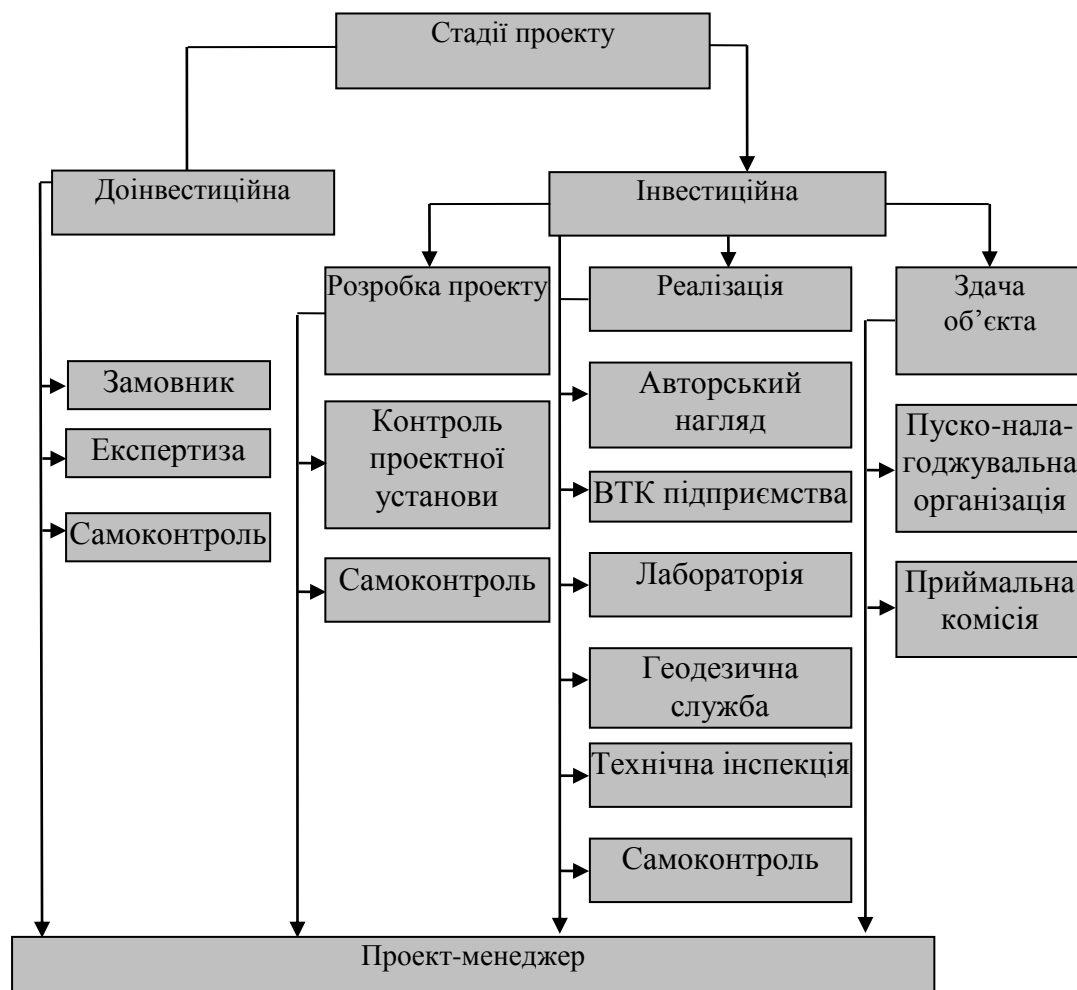 Стадії проекту
Доінвестиційна
Інвестиційна
Розробка проекту
Реалізація
Здача
об’єкта
Замовник
Експертиза
Самоконтроль
Контроль
проектної
установи
Самоконтроль
Авторський
нагляд
ВТК підприємства
Лабораторія
Геодезична
служба
Технічна інспекція
Самоконтроль
Пуско-нала-
годжувальна
організація
Приймальна
комісія
Проект-менеджер